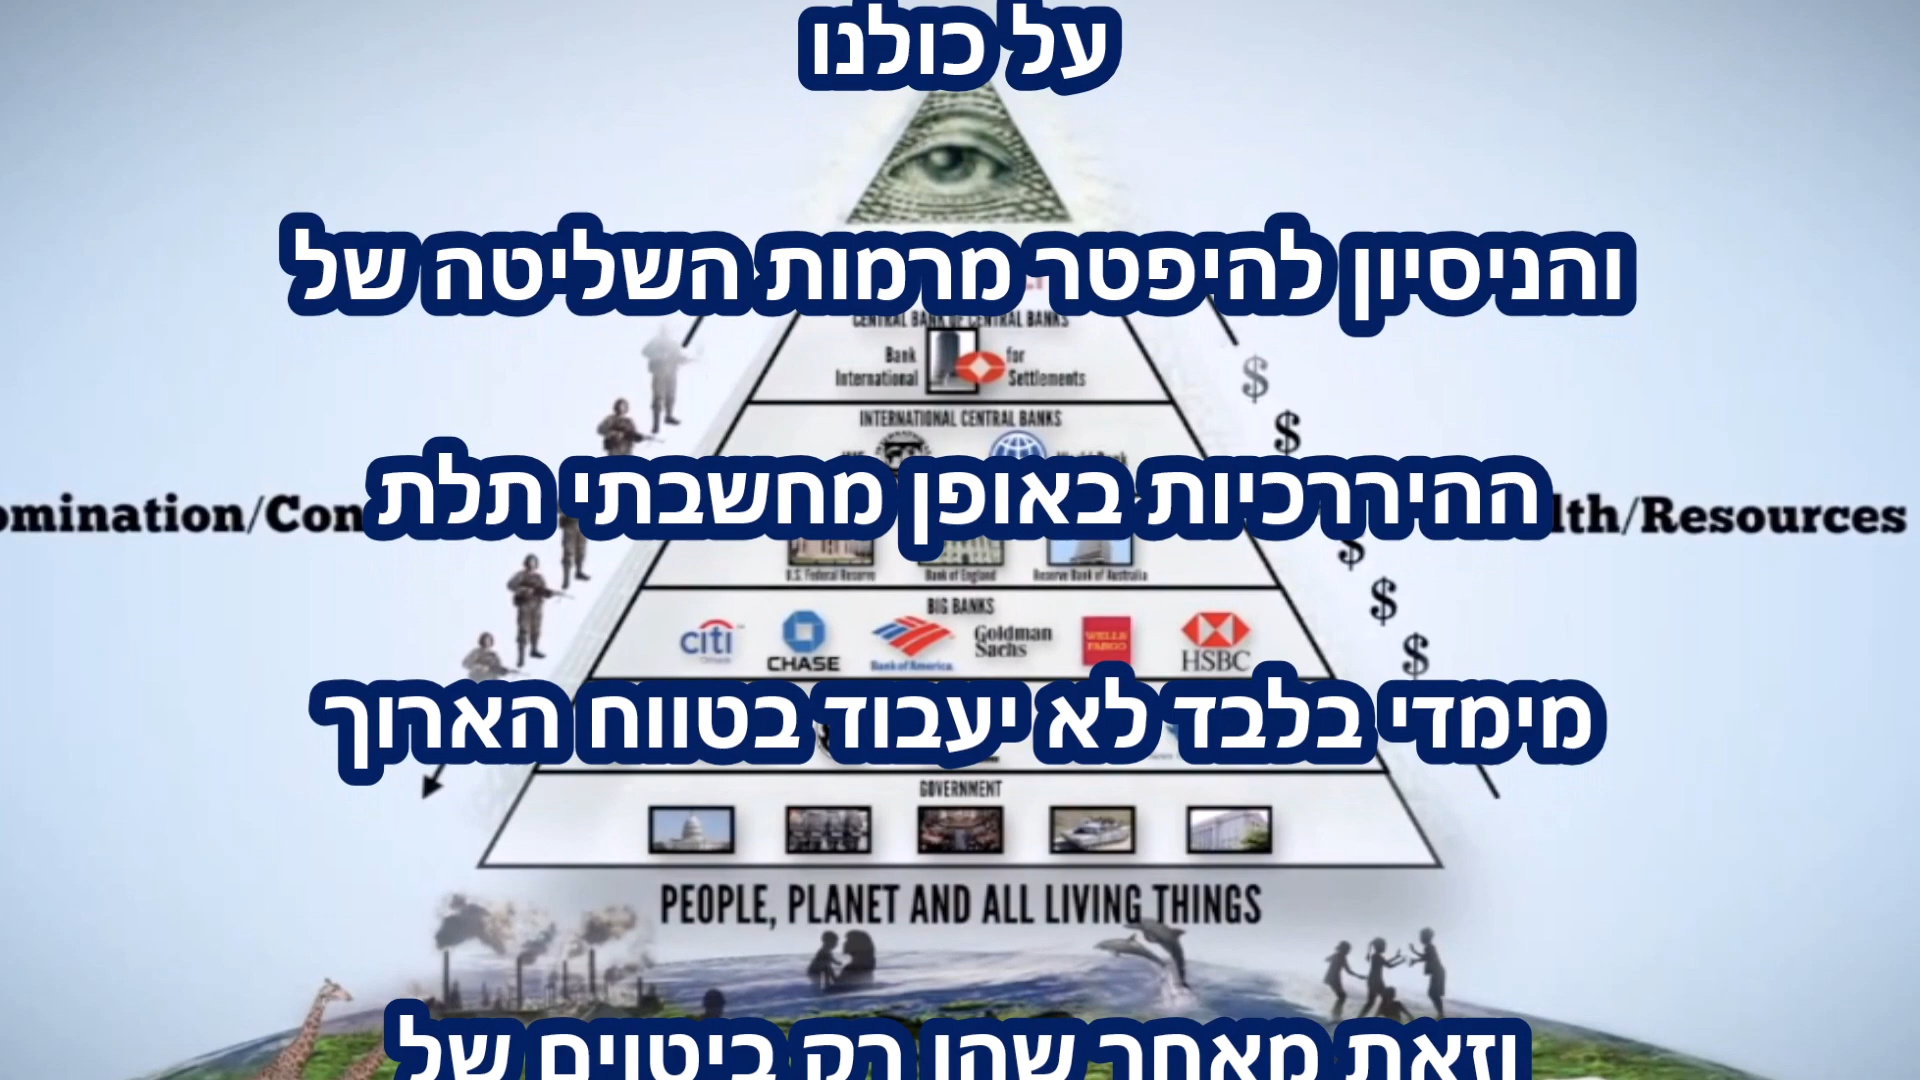 על כולנו
והניסיון להיפטר מרמות השליטה של
CENTRAL BANK OF CENTRAL BANKS
Bank for
International Settlements
INTERNATIONAL CENTRAL BANKS
ההיררכיות באופן מחשבתי תלת
U.S. Federal Reserve Bank of England Reserve Bank of Australia
BIG BANKS
citi CHASE Bank of America Goldman Sachs WELLS FARGO HSBC
מימדי בלבד לא יעבוד בטווח הארוך
GOVERNMENT
PEOPLE, PLANET AND ALL LIVING THINGS
/Resources
$
$
$
$
$
וזאת מאחר שהן רק ביטוים של